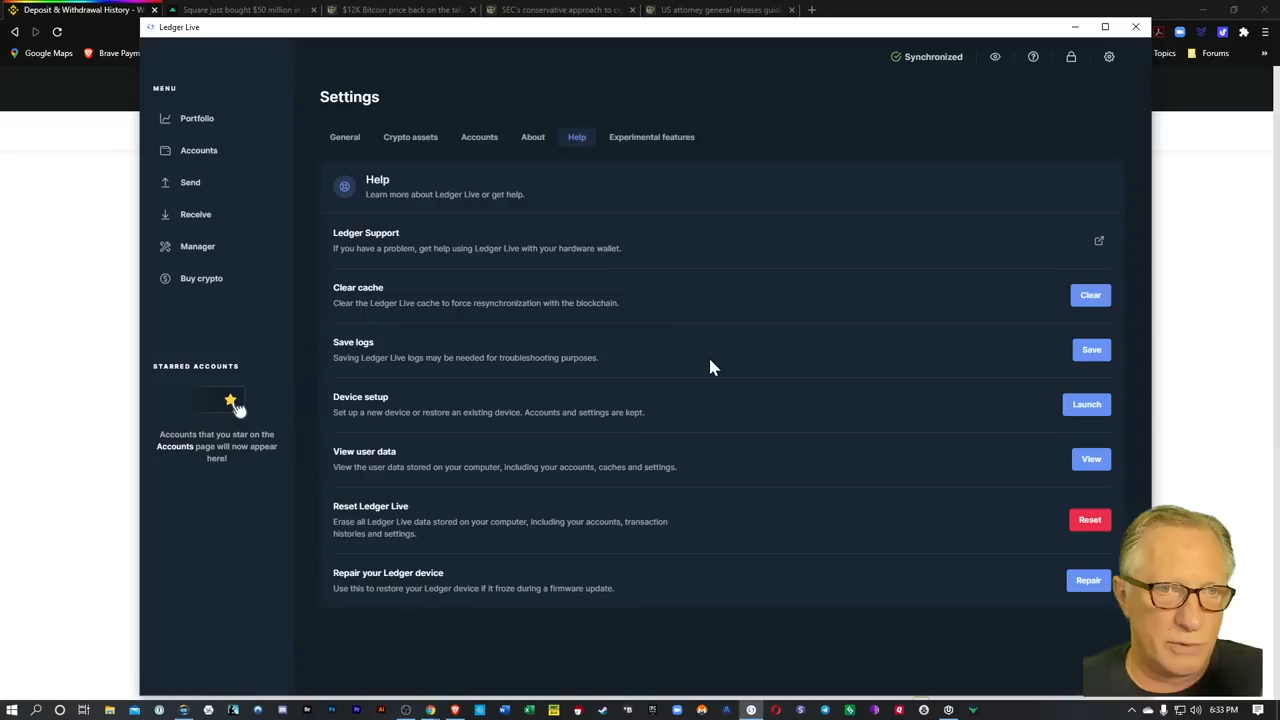 Deposit & Withdrawal History - W
Square just bought $50 million in
$12K Bitcoin price back on the tab
SEC's conservative approach to cr
US attorney general releases guid
Ledger Live
Google Maps
Brave Paym
Topics
Forums
Synchronized
MENU
Portfolio
Accounts
Send
Receive
Manager
Buy crypto
STARRED ACCOUNTS
Accounts that you star on the
Accounts page will now appear
here!
Settings
General
Crypto assets
Accounts
About
Help
Experimental features
Help
Learn more about Ledger Live or get help.
Ledger Support
If you have a problem, get help using Ledger Live with your hardware wallet.
Clear cache
Clear the Ledger Live cache to force resynchronization with the blockchain.
Clear
Save logs
Saving Ledger Live logs may be needed for troubleshooting purposes.
Save
Device setup
Set up a new device or restore an existing device. Accounts and settings are kept.
Launch
View user data
View the user data stored on your computer, including your accounts, caches and settings.
View
Reset Ledger Live
Erase all Ledger Live data stored on your computer, including your accounts, transaction
histories and settings.
Reset
Repair your Ledger device
Use this to restore your Ledger device if it froze during a firmware update.
Repair
6:33 PM